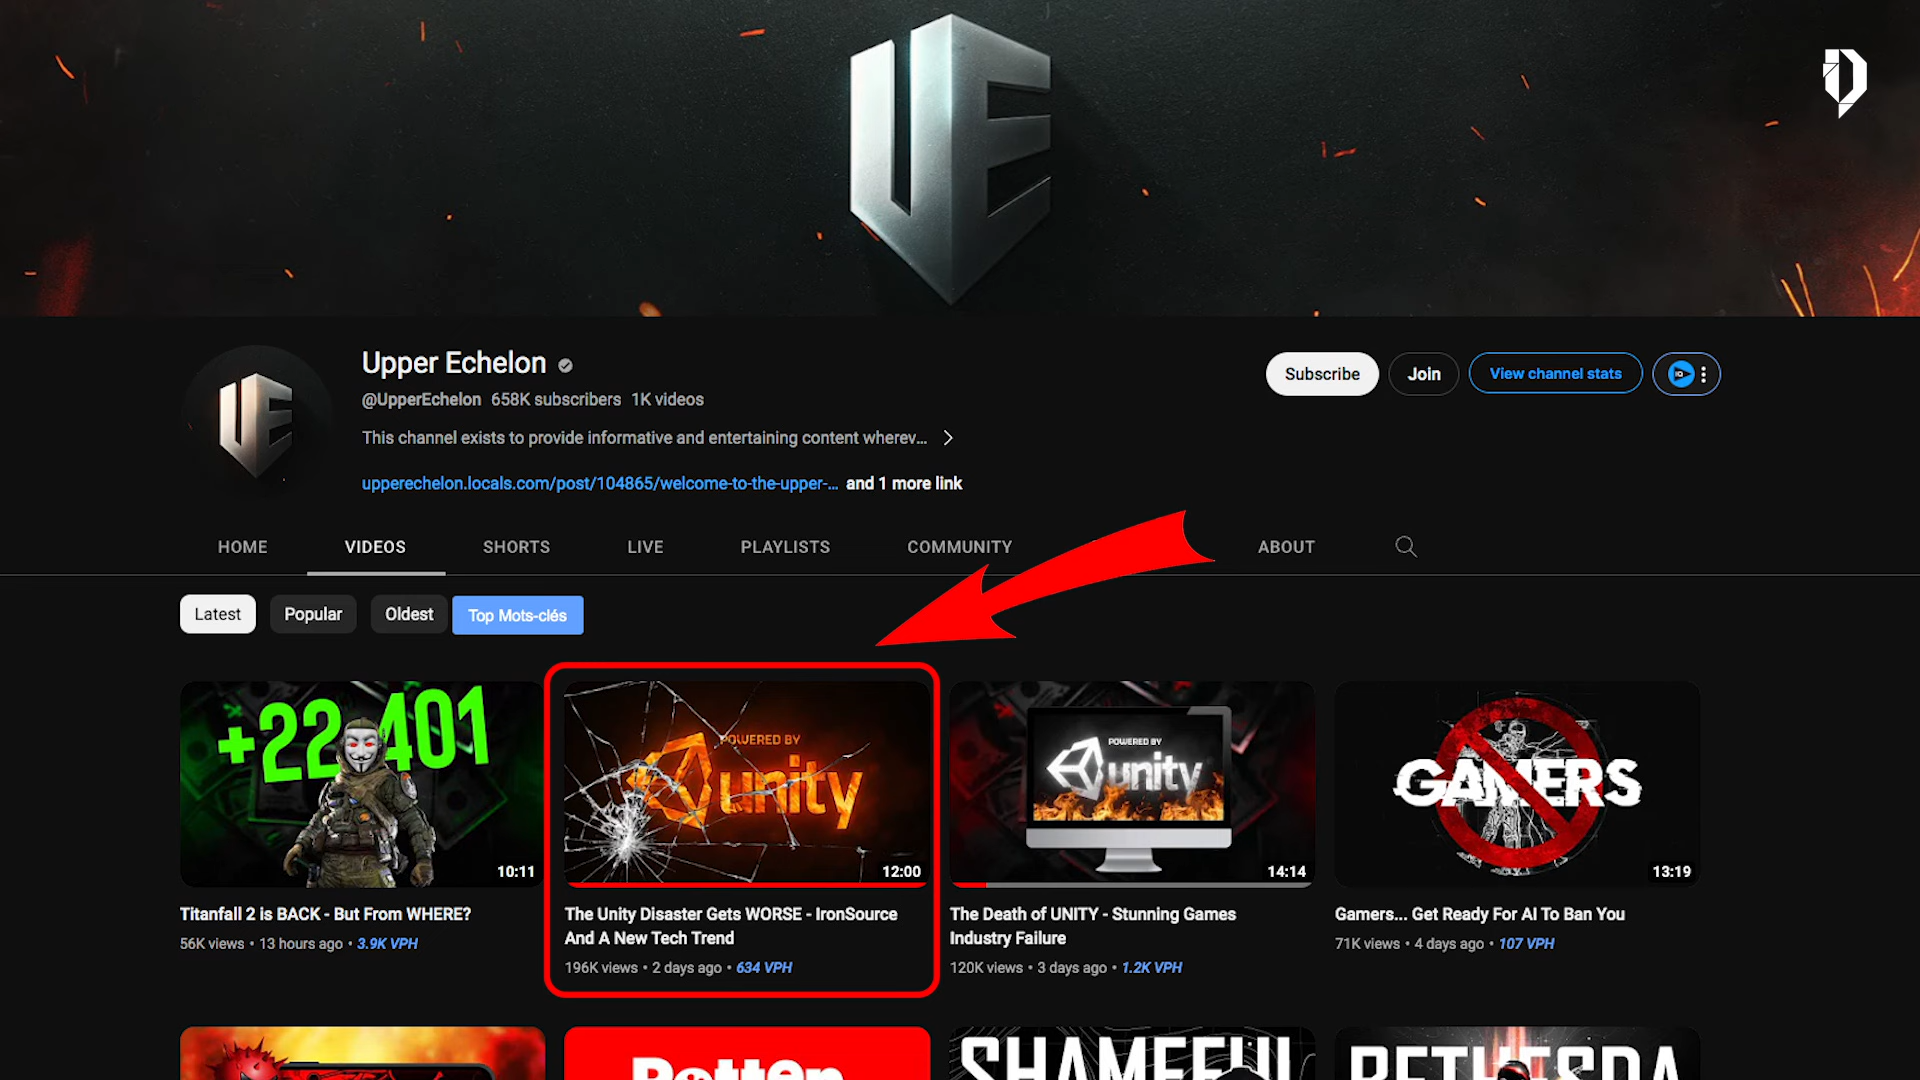 UE
UE
Upper Echelon
@UpperEchelon 658K subscribers 1K videos
This channel exists to provide informative and entertaining content wherev...
upperechelon.locals.com/post/104865/welcome-to-the-upper-... and 1 more link
Subscribe
Join
View channel stats
HOME
VIDEOS
SHORTS
LIVE
PLAYLISTS
COMMUNITY
ABOUT
Latest
Popular
Oldest
Top Mots-clés
+22,401
10:11
POWERED BY
unity
12:00
POWERED BY
unity
14:14
GAMERS
13:19
Titanfall 2 is BACK - But From WHERE?
56K views • 13 hours ago • 3.9K VPH
The Unity Disaster Gets WORSE - IronSource
And A New Tech Trend
196K views • 2 days ago • 634 VPH
The Death of UNITY - Stunning Games
Industry Failure
120K views • 3 days ago • 1.2K VPH
Gamers... Get Ready For AI To Ban You
71K views • 4 days ago • 107 VPH
Rotten
SHAMEFUL
BETHESDA